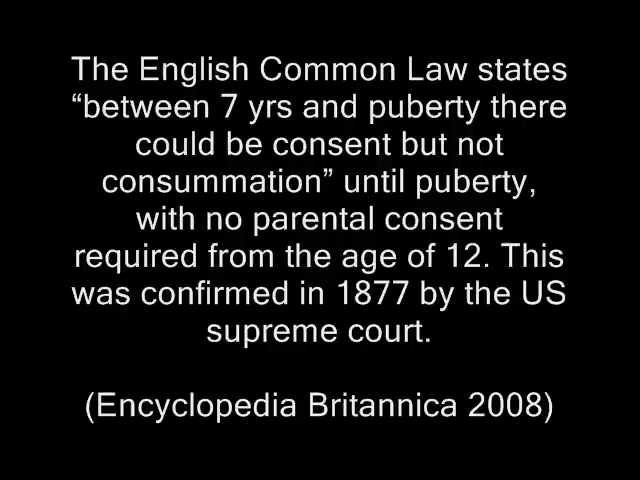 The English Common Law states
“between 7 yrs and puberty there
could be consent but not
consummation” until puberty,
with no parental consent
required from the age of 12. This
was confirmed in 1877 by the US
supreme court.
(Encyclopedia Britannica 2008)